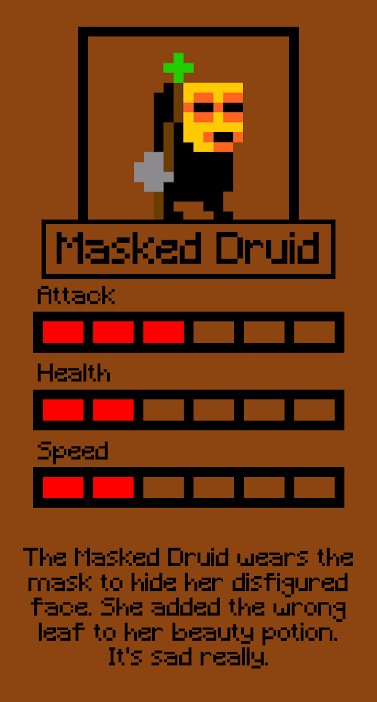 Masked Druid
Attack
Health
Speed
The Masked Druid wears the
mask to hide her disfigured
face. She added the wrong
leaf to her beauty potion.
It's sad really.